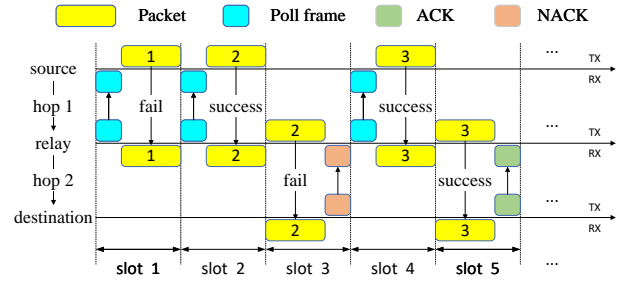 Packet Poll frame ACK NACK
1 2 3 ... TX
source RX
hop 1 fail success success
2 3 ... TX
relay 1 2 3 RX
hop 2 fail success
... TX
destination 2 3 RX
slot 1 slot 2 slot 3 slot 4 slot 5 ...